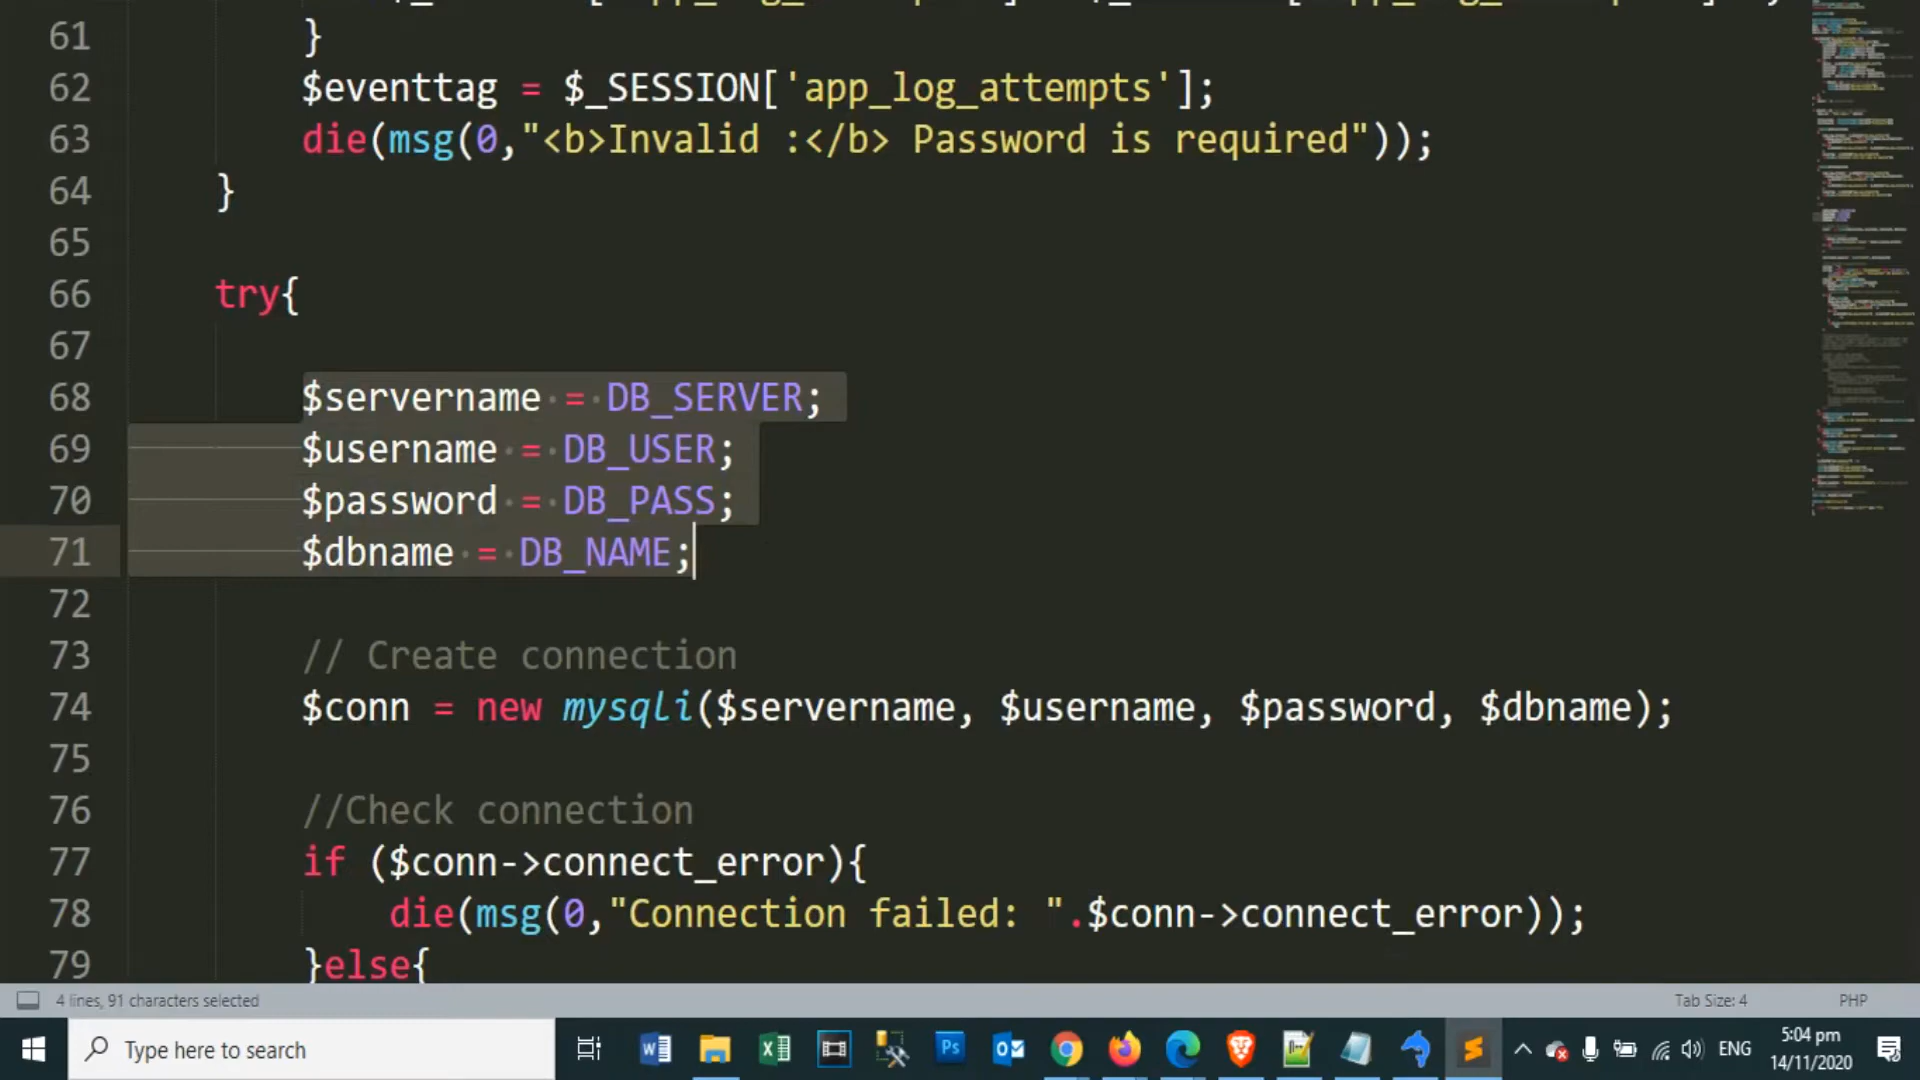 61 }
62 $eventtag = $_SESSION['app_log_attempts'];
63 die(msg(0,"<b>Invalid :</b> Password is required"));
64 }
65
66 try{
67
68 $servername = DB_SERVER;
69 $username = DB_USER;
70 $password = DB_PASS;
71 $dbname = DB_NAME;
72
73 // Create connection
74 $conn = new mysqli($servername, $username, $password, $dbname);
75
76 //Check connection
77 if ($conn->connect_error){
78 die(msg(0,"Connection failed: ".$conn->connect_error));
79 }else{
4 lines, 91 characters selected Tab Size: 4 PHP
Type here to search
Ps
ENG
5:04 pm
14/11/2020